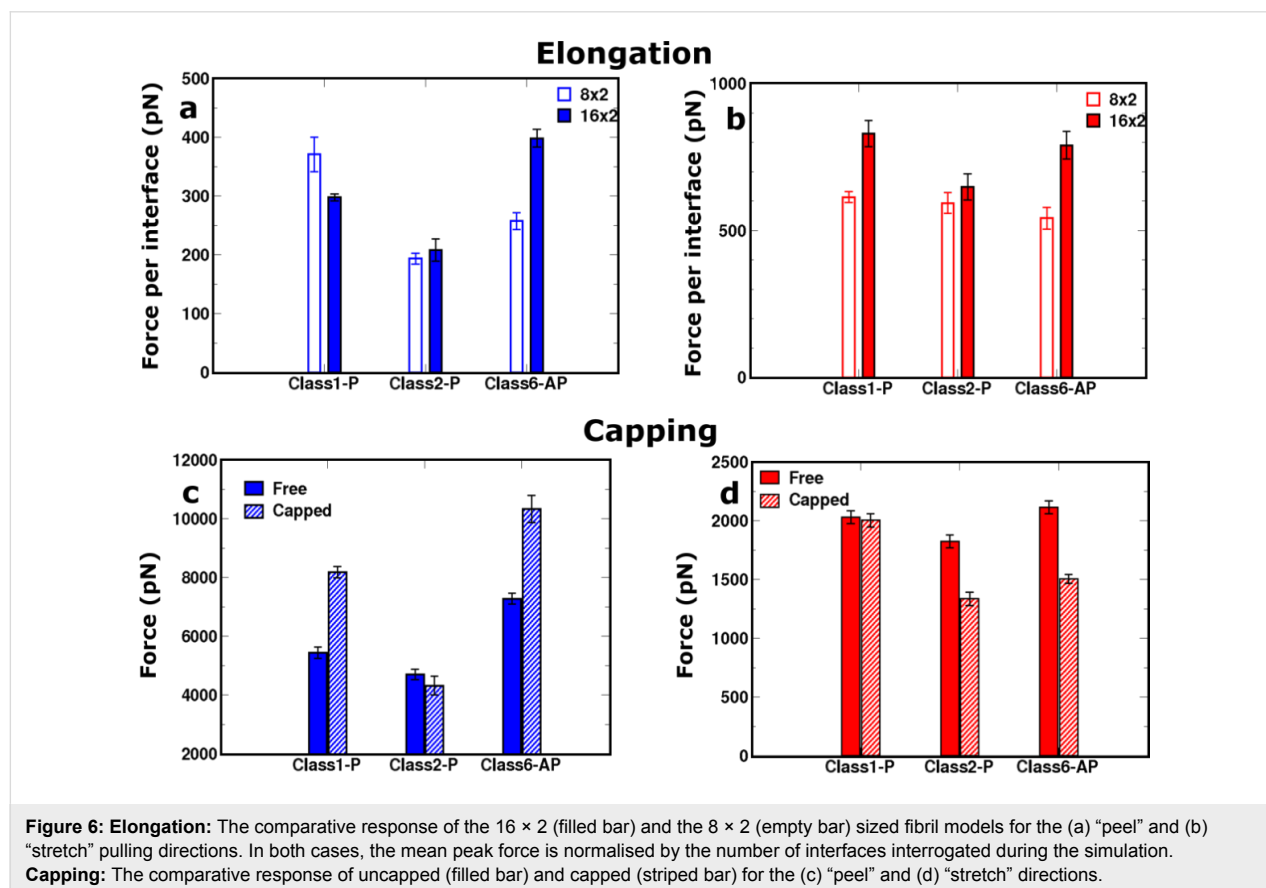 Elongation
a
500
400
300
200
100
0
Force per interface (pN)
8x2
16x2
Class1-P Class2-P Class6-AP
b
1000
500
0
Force per interface (pN)
8x2
16x2
Class1-P Class2-P Class6-AP
Capping
c
12000
10000
8000
6000
4000
2000
Force (pN)
Free
Capped
Class1-P Class2-P Class6-AP
d
2500
2000
1500
1000
500
0
Force (pN)
Free
Capped
Class1-P Class2-P Class6-AP
Figure 6: Elongation: The comparative response of the 16 × 2 (filled bar) and the 8 × 2 (empty bar) sized fibril models for the (a) “peel” and (b)
“stretch” pulling directions. In both cases, the mean peak force is normalised by the number of interfaces interrogated during the simulation.
Capping: The comparative response of uncapped (filled bar) and capped (striped bar) for the (c) “peel” and (d) “stretch” directions.